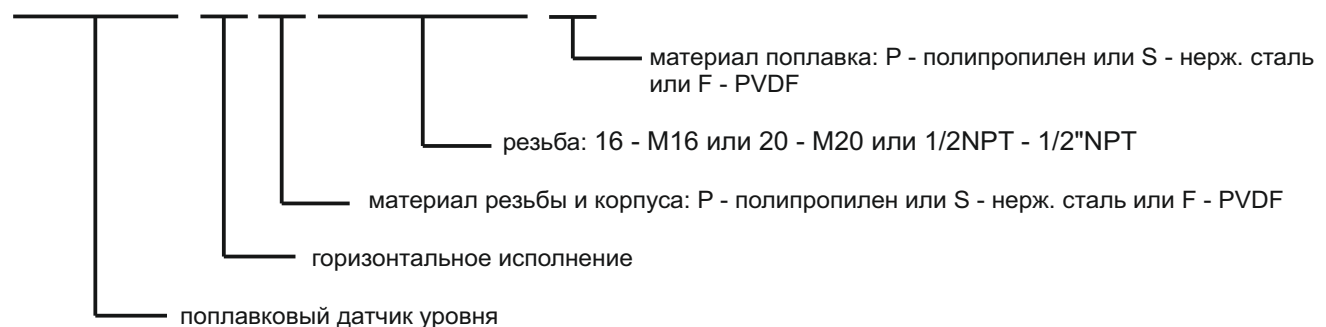 материал поплавка: P - полипропилен или S - нерж. сталь
или F - PVDF
резьба: 16 - M16 или 20 - M20 или 1/2NPT - 1/2"NPT
материал резьбы и корпуса: P - полипропилен или S - нерж. сталь или F - PVDF
горизонтальное исполнение
поплавковый датчик уровня